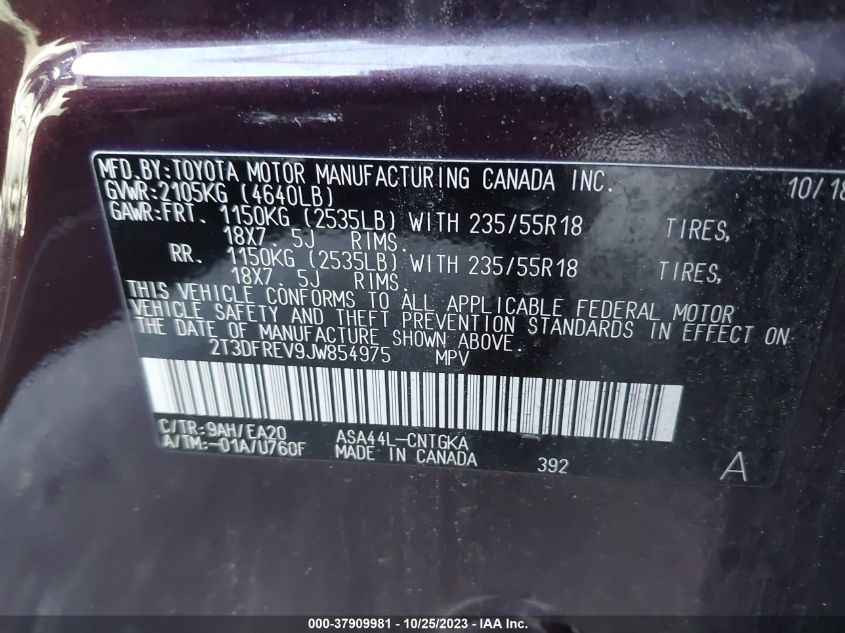 MFD.BY:TOYOTA MOTOR MANUFACTURING CANADA INC. 10/18
GVWR:2105KG (4640LB)
GAWR:FRT. 1150KG (2535LB) WITH 235/55R18 TIRES,
18X7. 5J RIMS.
RR. 1150KG (2535LB) WITH 235/55R18 TIRES,
18X7. 5J RIMS.
THIS VEHICLE CONFORMS TO ALL APPLICABLE FEDERAL MOTOR
VEHICLE SAFETY AND THEFT PREVENTION STANDARDS IN EFFECT ON
THE DATE OF MANUFACTURE SHOWN ABOVE.
2T3DFREV9JW854975 MPV
C/TR:9AH/EA20 ASA44L-CNTGKA
A/TM:-01A/U760F MADE IN CANADA 392 A
000-37909981 - 10/25/2023 - IAA Inc.